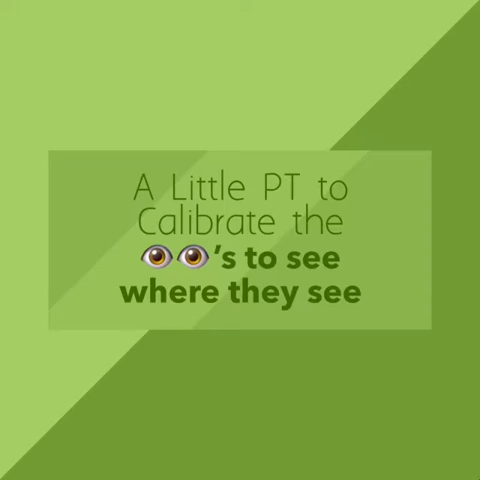 A Little PT to
Calibrate the
👁️👁️'s to see
where they see